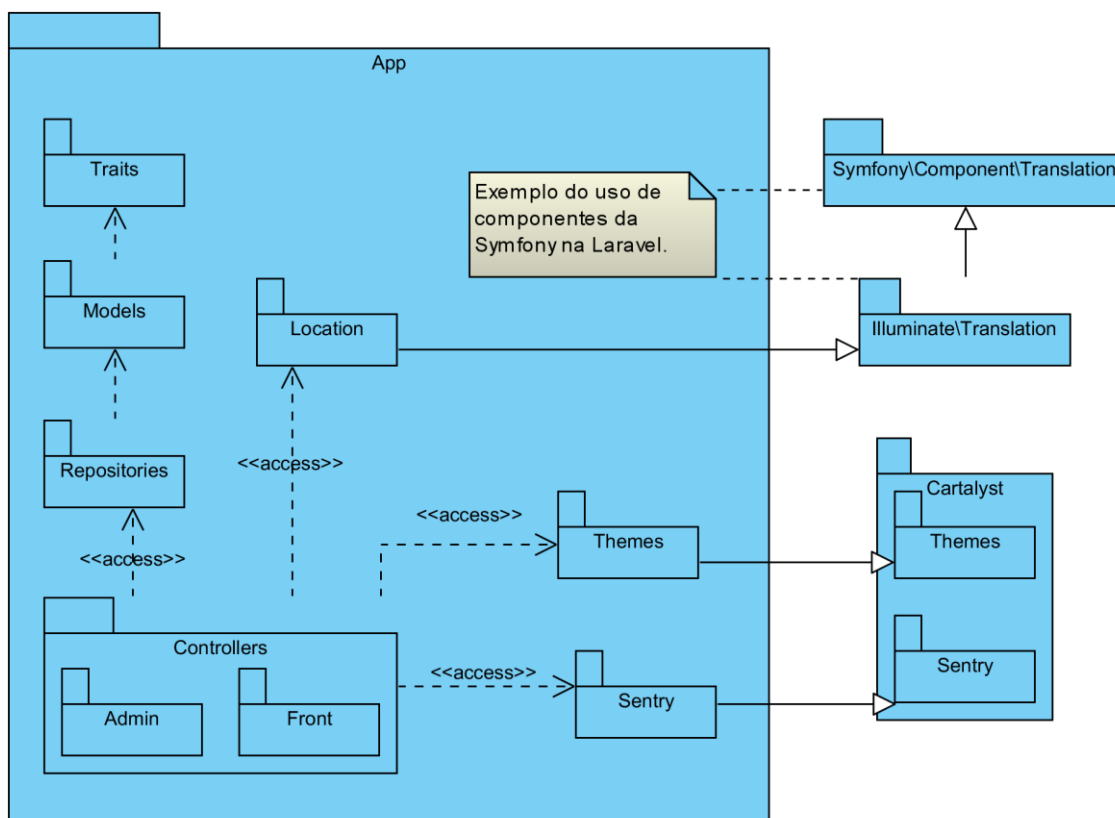 App
Traits
Symfony\Component\Translation
Exemplo do uso de
componentes da
Symfony na Laravel.
Models
Location
Illuminate\Translation
Repositories
<<access>>
Cartalyst
<<access>>
Themes
Themes
<<access>>
Controllers
<<access>>
Sentry
Sentry
Admin
Front